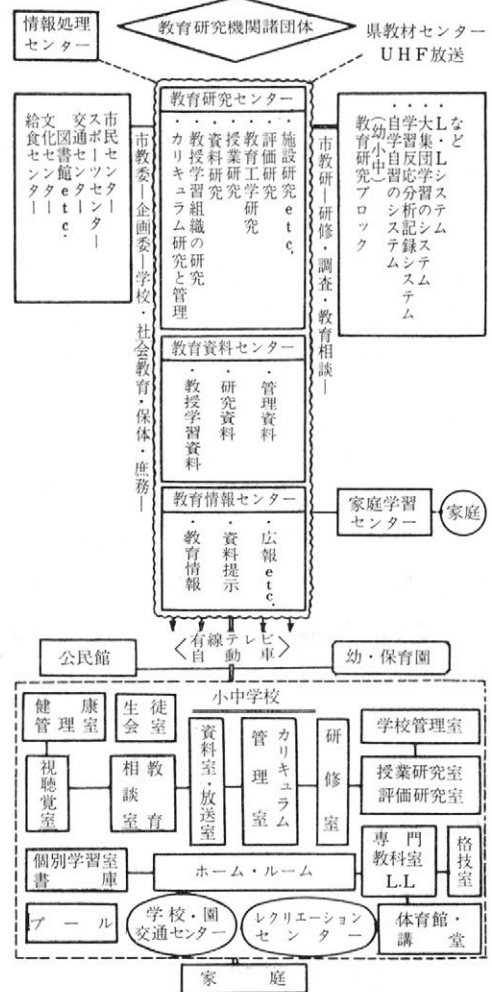 情報処理
センター
教育研究機関諸団体
県教材センター
UHF放送
市民センター
スポーツセンター
交通センター
図書館etc.
文化センター
給食センター
市教委―企画委―学校・社会教育・保体・庶務―
教育研究センター
・施設研究etc.
・評価研究
・教育工学研究
・授業研究
・資料研究
・教授学習組織の研究
・カリキュラム研究と管理
市教研―研修・調査・教育相談―
など
・L・Lシステム
・大集団学習のシステム
・学習反応分析記録システム
・自学自習のシステム
(幼小中)
教育研究ブロック
教育資料センター
・管理資料
・研究資料
・教授学習資料
教育情報センター
・広報etc.
・資料提示
・教育情報
家庭学習
センター
家庭
有線テレビ
自動車
公民館
幼・保育園
小中学校
健康
管理室
生徒
会室
資料室・放送室
カリキュラム
管理室
研修室
学校管理室
視聴覚室
教育
相談室
授業研究室
評価研究室
個別学習室
書庫
ホーム・ルーム
専門
教科室
L.L
格技室
プール
学校・園
交通センター
レクリエーション
センター
体育館・
講堂
家庭